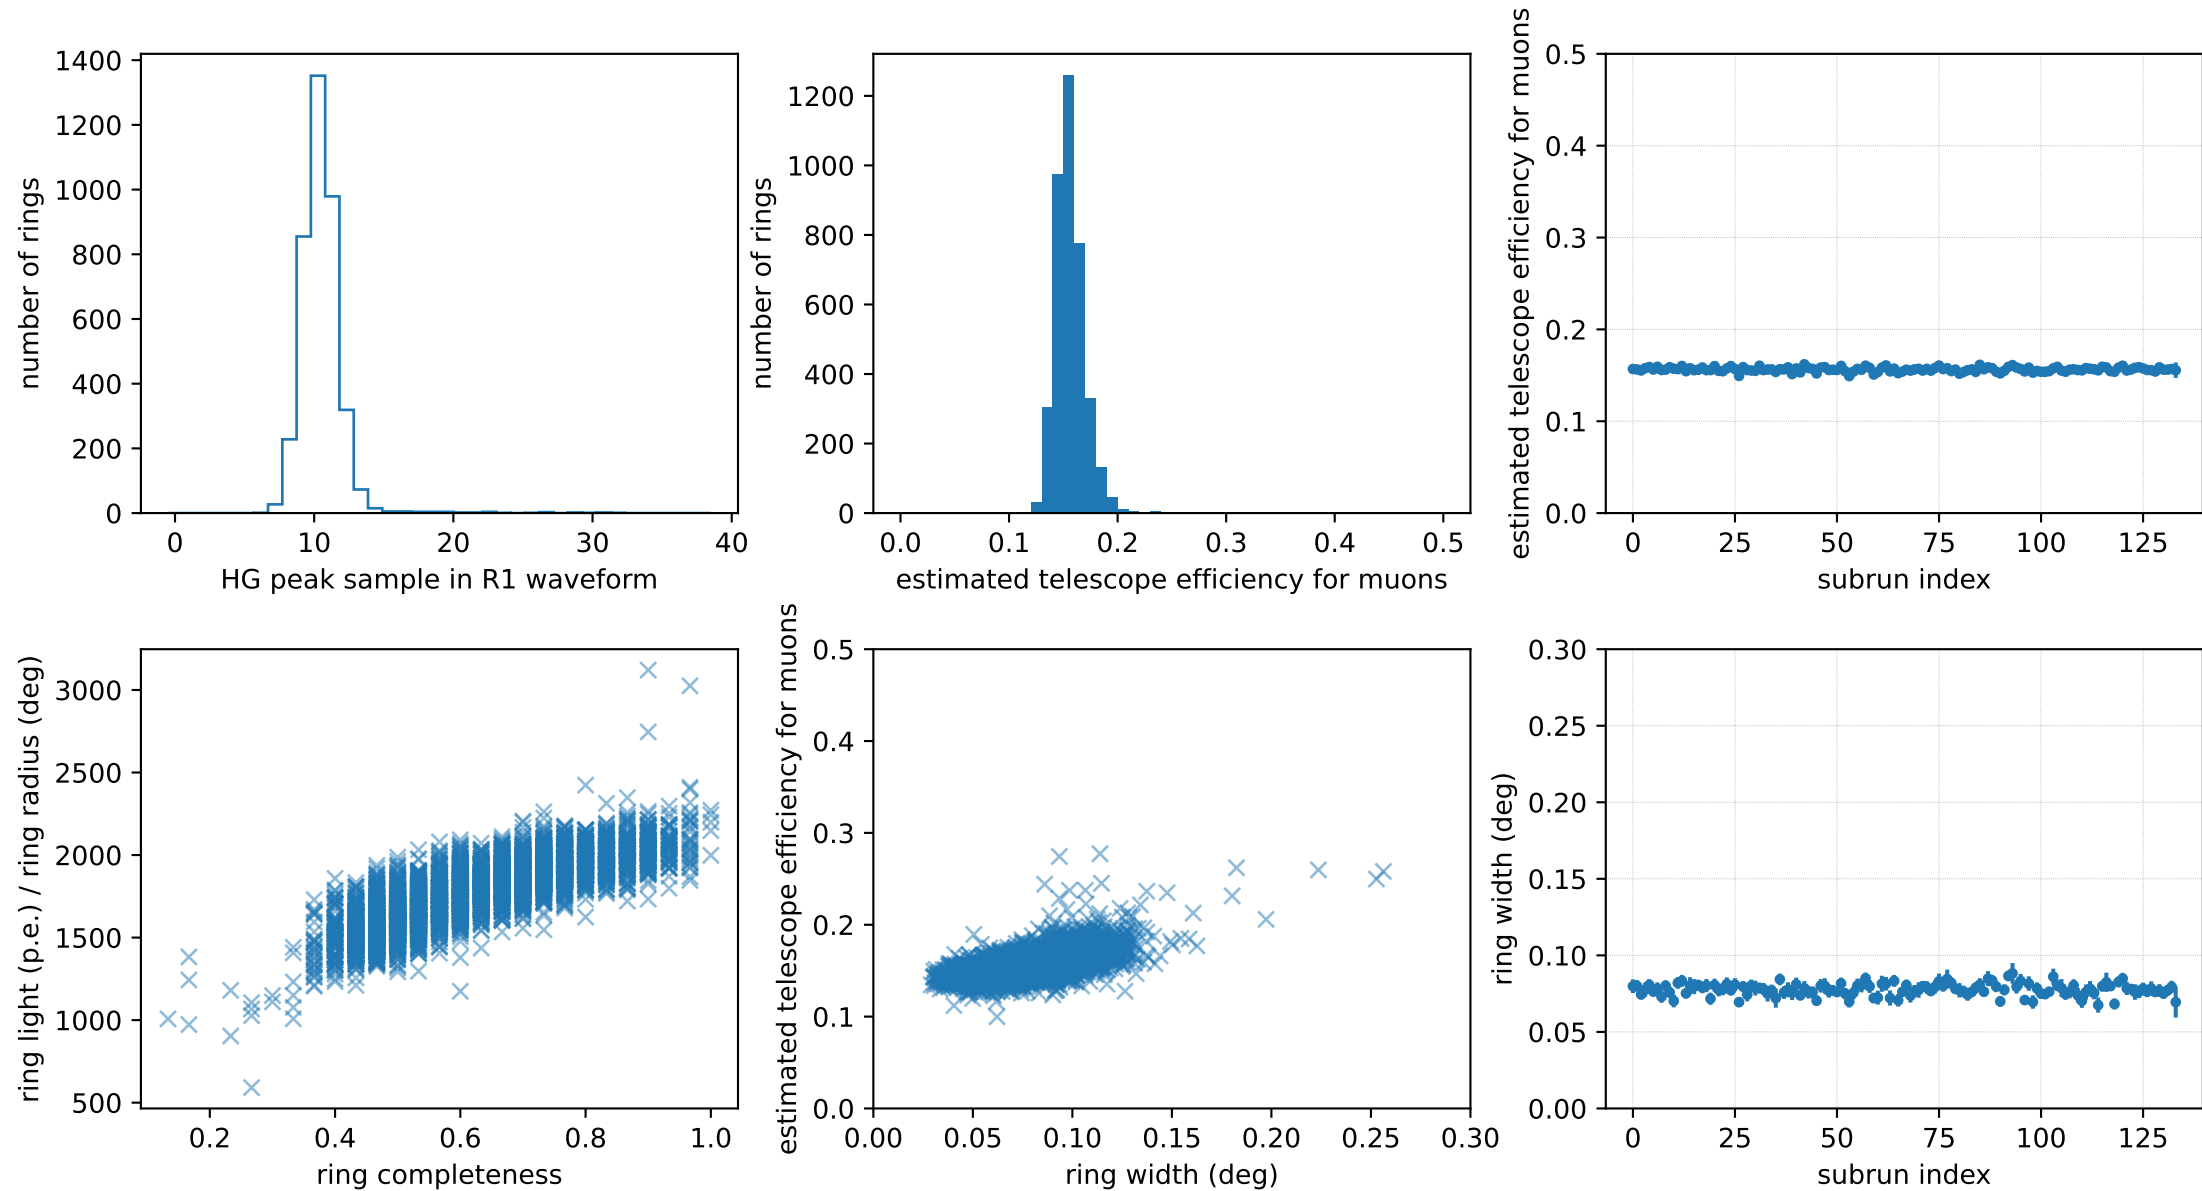 number of rings
1400
1200
1000
800
600
400
200
0
0 10 20 30 40
HG peak sample in R1 waveform
number of rings
1200
1000
800
600
400
200
0
0.0 0.1 0.2 0.3 0.4 0.5
estimated telescope efficiency for muons
estimated telescope efficiency for muons
0.5
0.4
0.3
0.2
0.1
0.0
0 25 50 75 100 125
subrun index
ring light (p.e.) / ring radius (deg)
3000
2500
2000
1500
1000
500
0.2 0.4 0.6 0.8 1.0
ring completeness
estimated telescope efficiency for muons
0.5
0.4
0.3
0.2
0.1
0.0
0.00 0.05 0.10 0.15 0.20 0.25 0.30
ring width (deg)
ring width (deg)
0.30
0.25
0.20
0.15
0.10
0.05
0.00
0 25 50 75 100 125
subrun index